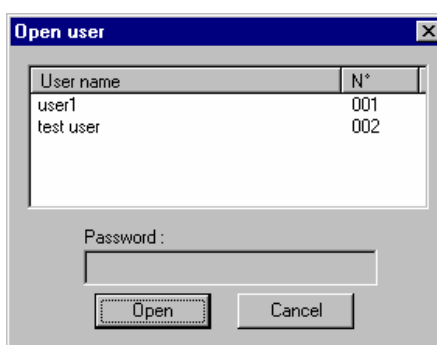 Open user
User name N°
user1 001
test user 002
Password :
Open Cancel